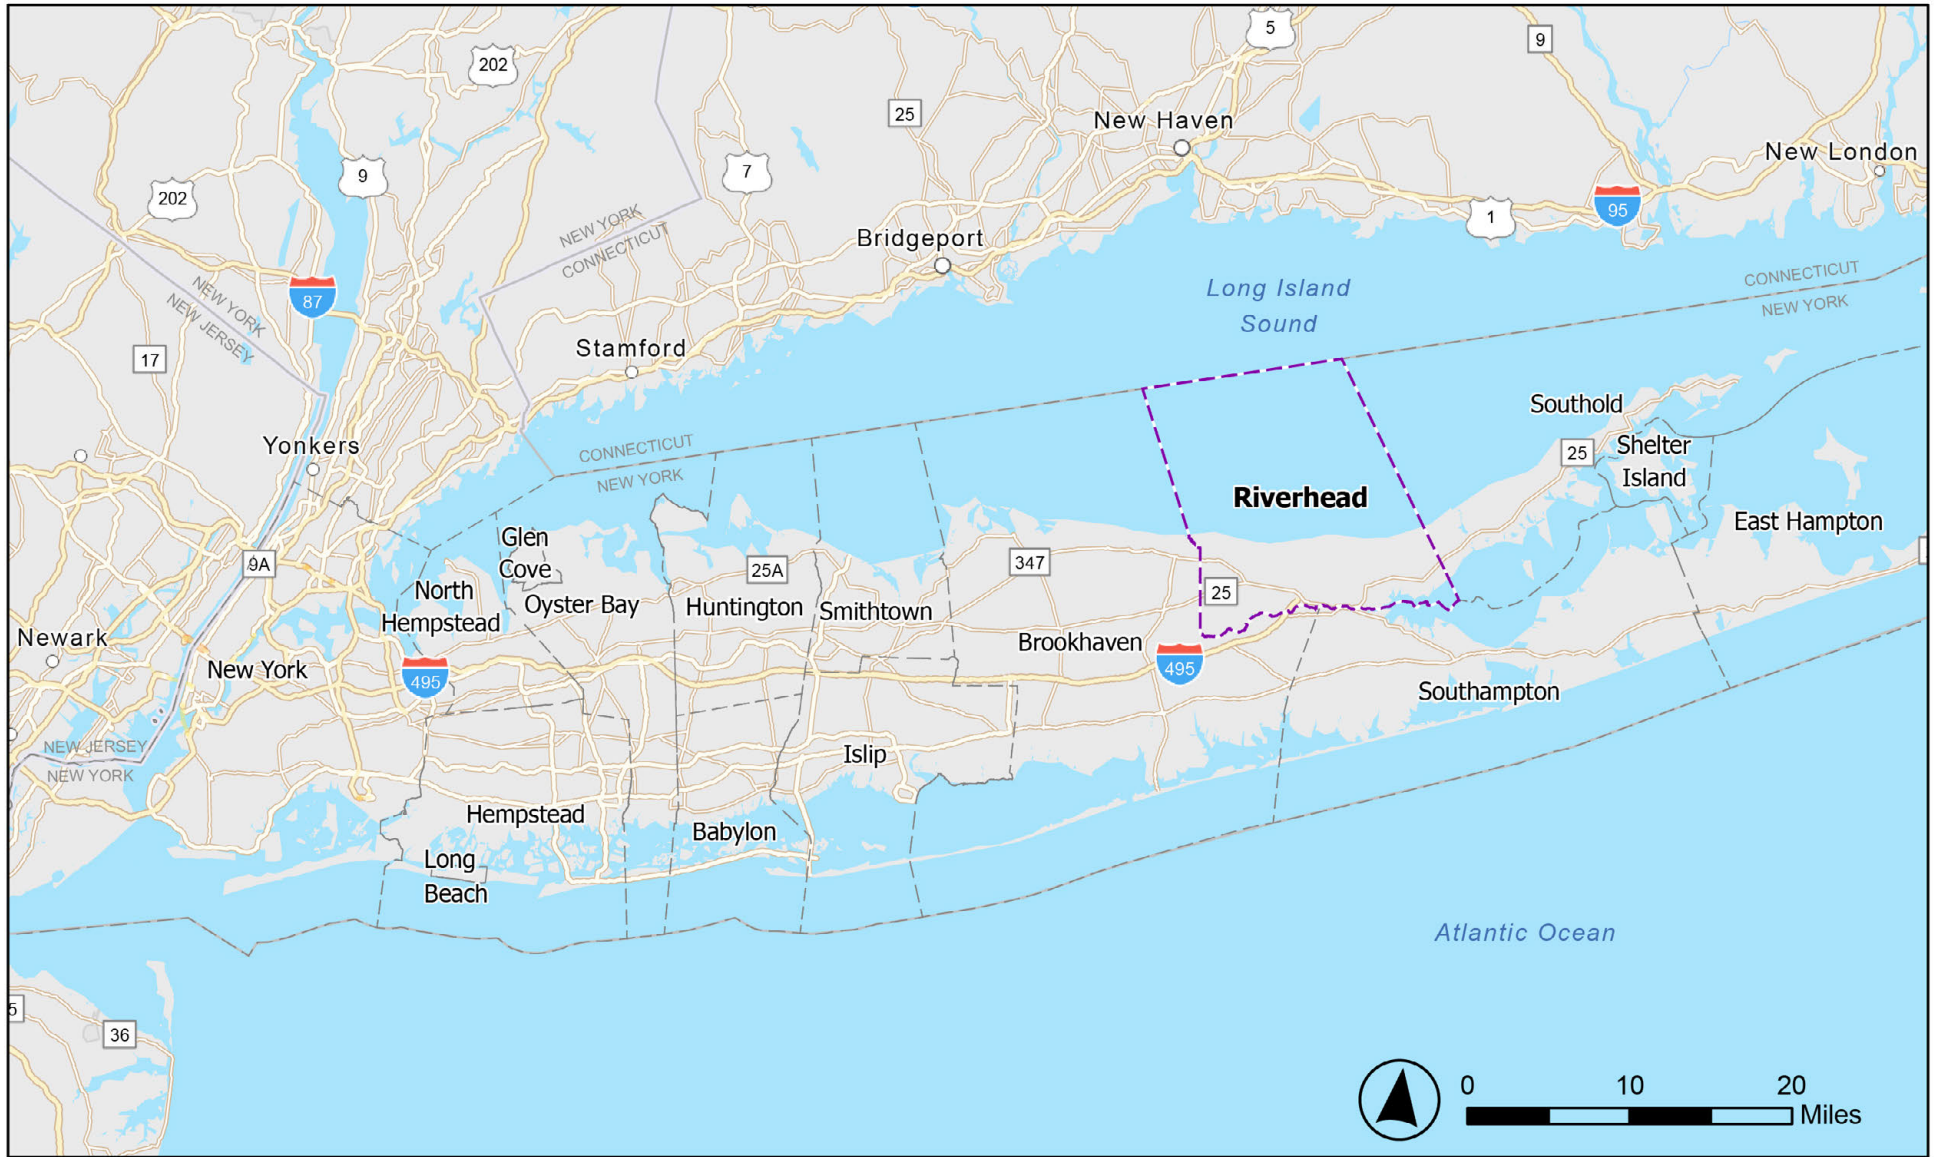 5
9
202
25
New Haven
New London
7
9
202
1
95
NEW YORK
CONNECTICUT
Bridgeport
Long Island
Sound
CONNECTICUT
NEW YORK
87
NEW YORK
NEW JERSEY
17
Stamford
Southold
Yonkers
CONNECTICUT
NEW YORK
25
Shelter
Island
Riverhead
East Hampton
Glen
Cove
9A
25A
347
North
Hempstead
Oyster Bay
Huntington
Smithtown
25
Newark
Brookhaven
New York
495
495
Southampton
NEW JERSEY
NEW YORK
Islip
Hempstead
Babylon
Long
Beach
Atlantic Ocean
5
36
0 10 20
Miles